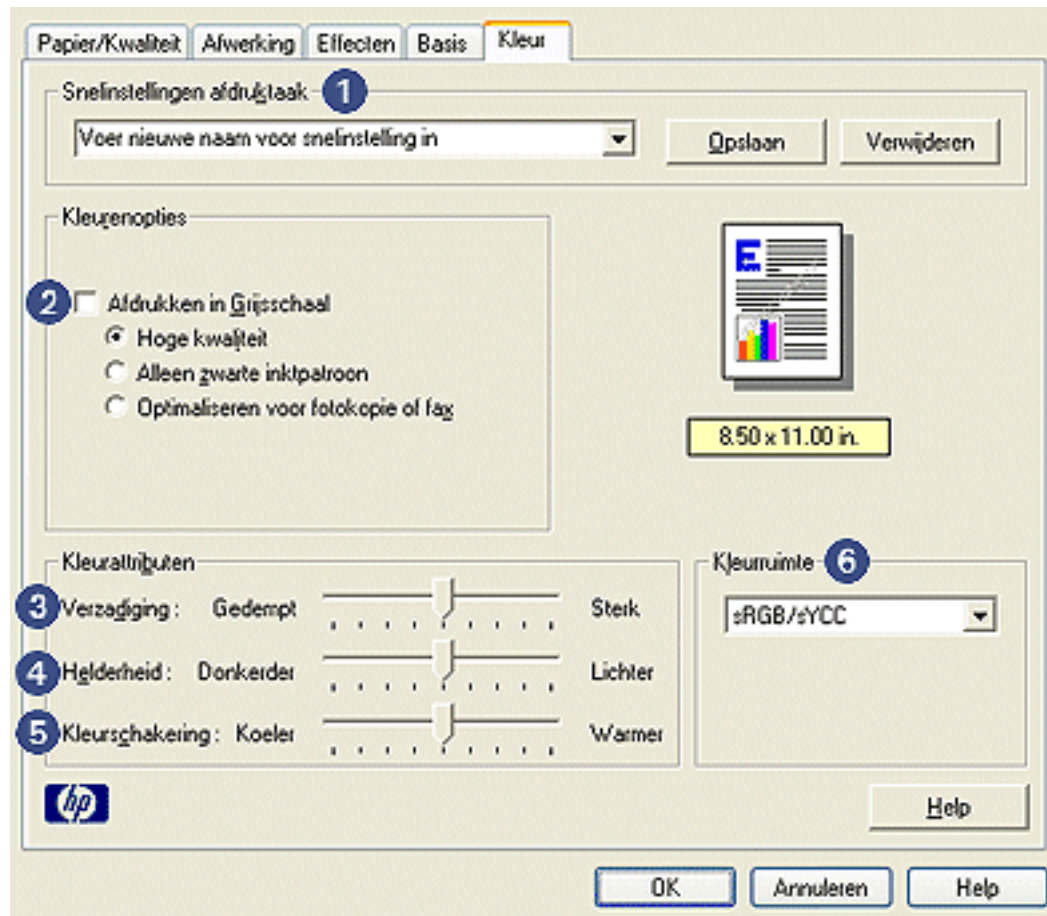 Papier/Kwaliteit Afwerking Effecten Basis Kleur
Snelinstellingen afdruktaak 1
Voer nieuwe naam voor snelinstelling in Opslaan Verwijderen
Kleurenopties
2 Afdrukken in Grijsschaal
Hoge kwaliteit
Alleen zwarte inktpatroon
Optimaliseren voor fotokopie of fax
E
8.50 x 11.00 in.
Kleurattributen
3 Verzadiging : Gedempt Sterk
4 Helderheid : Donkerder Lichter
5 Kleurschakering : Koeler Warmer
Kleurruimte 6
sRGB/sYCC
hp Help
OK Annuleren Help